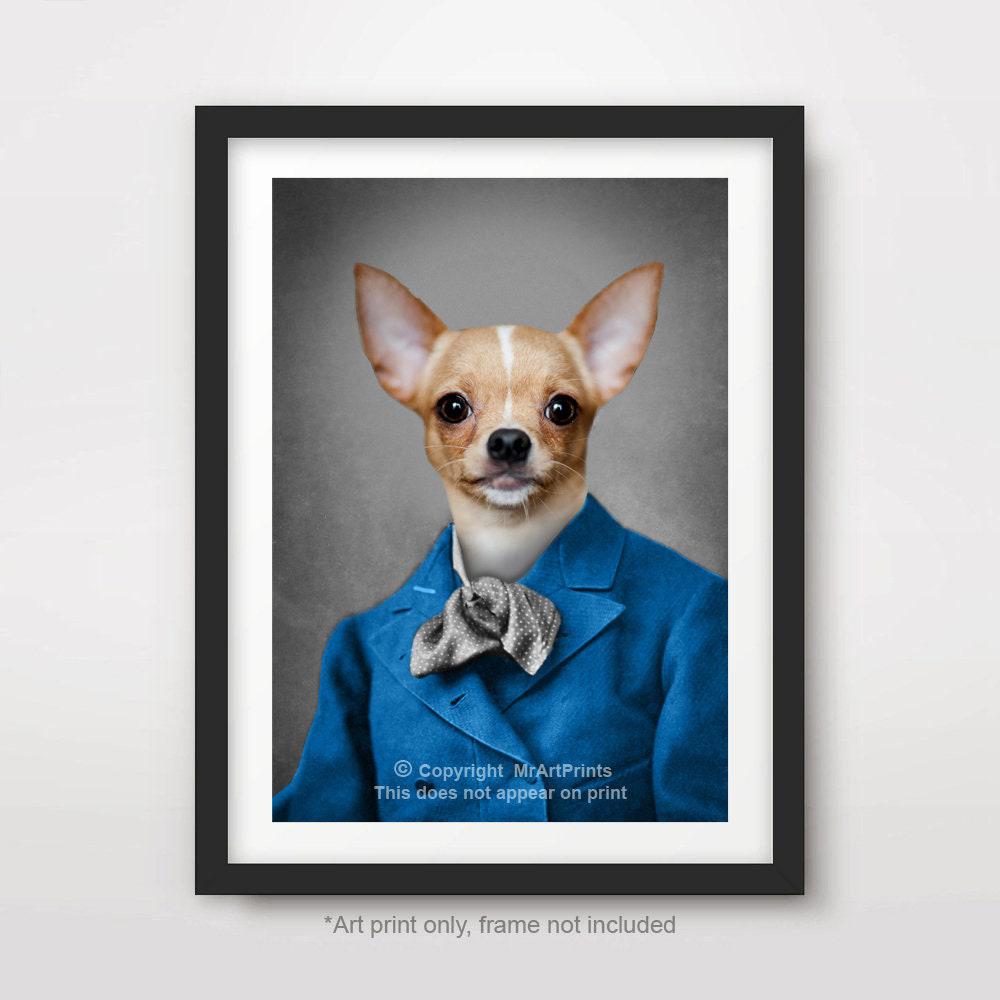 © Copyright MrArtPrints
This does not appear on print
*Art print only, frame not included